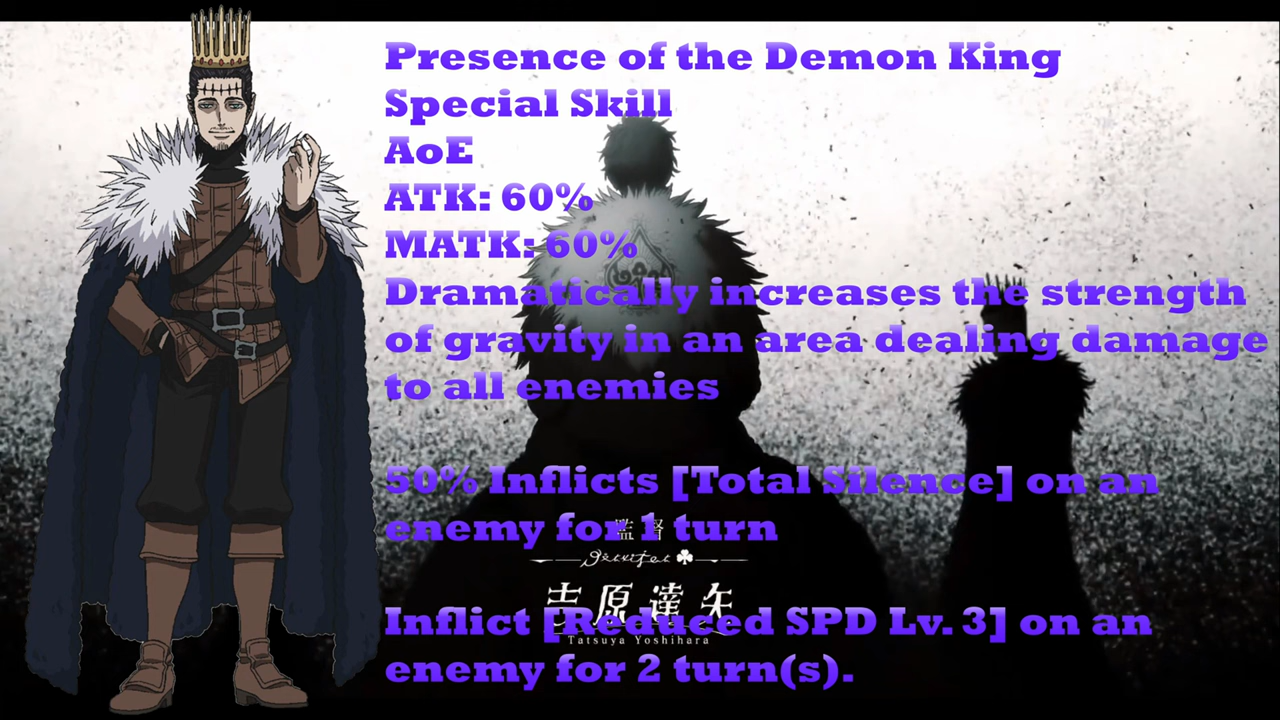 Presence of the Demon King
Special Skill
AoE
ATK: 60%
MATK: 60%
Dramatically increases the strength
of gravity in an area dealing damage
to all enemies
50% Inflicts [Total Silence] on an
enemy for 1 turn
監督
吉原達矢
Inflict [Reduced SPD Lv. 3] on an
Tatsuya Yoshihara
enemy for 2 turn(s).